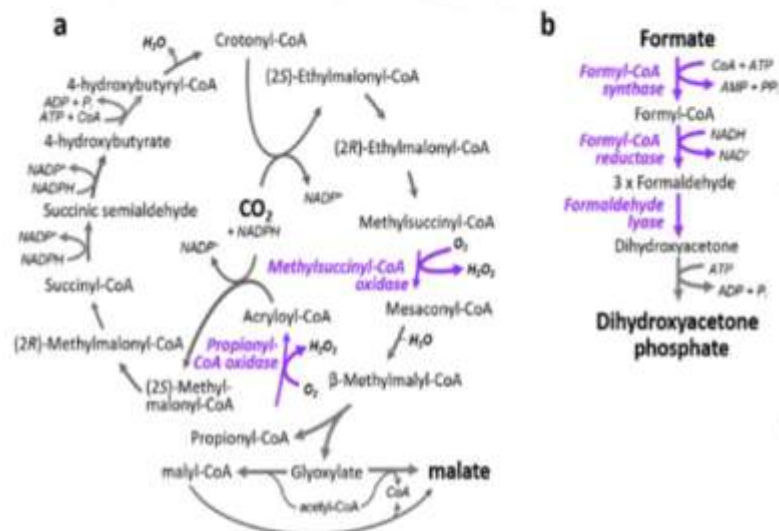 a
Crotonyl-CoA
H₂O
4-hydroxybutyryl-CoA
ADP + Pᵢ
ATP + CoA
4-hydroxybutyrate
NADP⁺
NADPH
Succinic semialdehyde
NADP⁺
NADPH
Succinyl-CoA
(2R)-Methylmalonyl-CoA
(2S)-Methyl-
malonyl-CoA
(2S)-Ethylmalonyl-CoA
(2R)-Ethylmalonyl-CoA
NADP⁺
CO₂
+ NADPH
NADP⁺
Methylsuccinyl-CoA
O₂
Methylsuccinyl-CoA
oxidase
H₂O₂
Mesaconyl-CoA
H₂O
Acryloyl-CoA
Propionyl-
CoA oxidase
H₂O₂
O₂
β-Methylmalyl-CoA
Propionyl-CoA
malyl-CoA
Glyoxylate
malate
acetyl-CoA
CoA
b
Formate
Formyl-CoA
synthase
CoA + ATP
AMP + PPᵢ
Formyl-CoA
Formyl-CoA
reductase
NADH
NAD⁺
3 x Formaldehyde
Formaldehyde
lyase
Dihydroxyacetone
ATP
ADP + Pᵢ
Dihydroxyacetone
phosphate